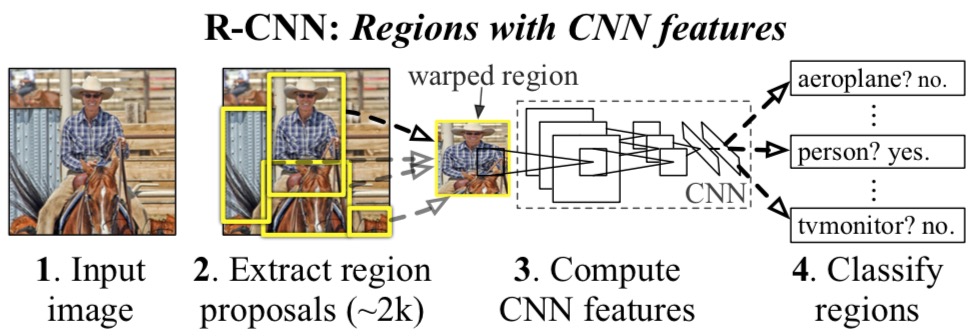 R-CNN: Regions with CNN features
warped region
aeroplane? no.
⋮
person? yes.
⋮
tvmonitor? no.
CNN
1. Input
image
2. Extract region
proposals (~2k)
3. Compute
CNN features
4. Classify
regions